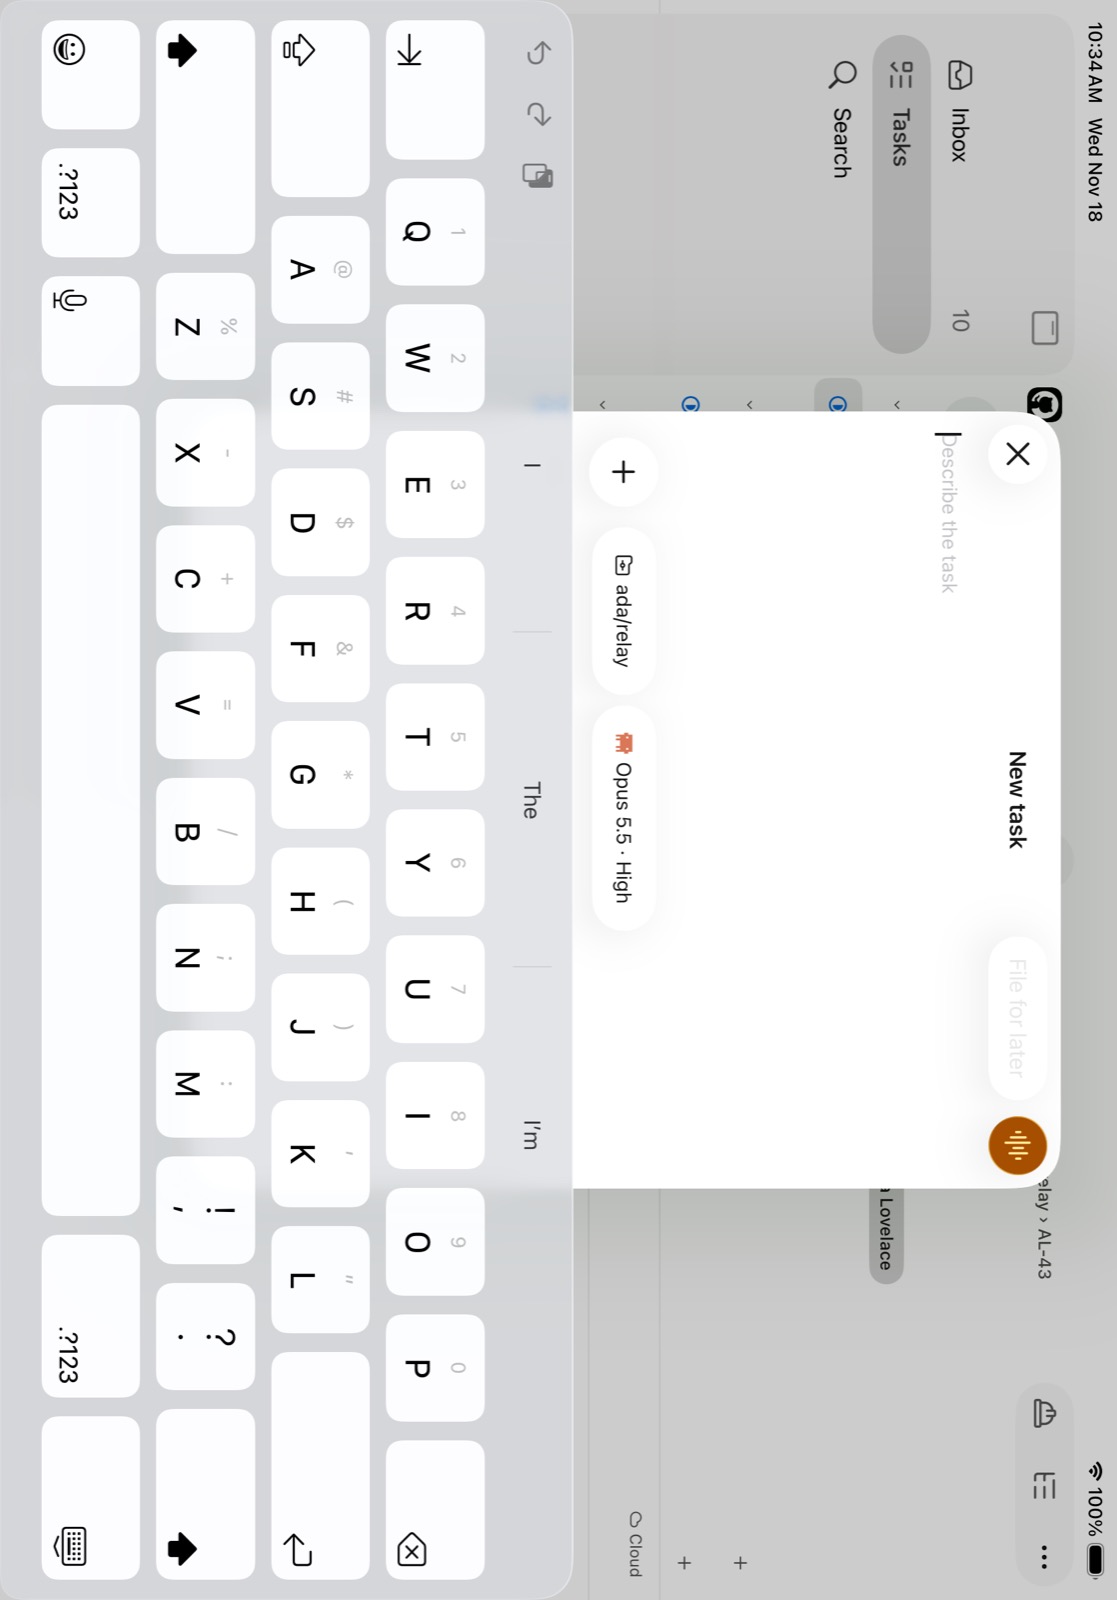 10:34 AM Wed Nov 18
100%
Inbox 10
Tasks
Search
New task
File for later
Describe the task
ada/relay
Opus 5.5 · High
› AL-43
Lovelace
Cloud
I The I'm
1 2 3 4 5 6 7 8 9 0
Q W E R T Y U I O P
@ # $ & * ( ) ' "
A S D F G H J K L
% - + = / ; : ! ?
Z X C V B N M , .
.?123 .?123